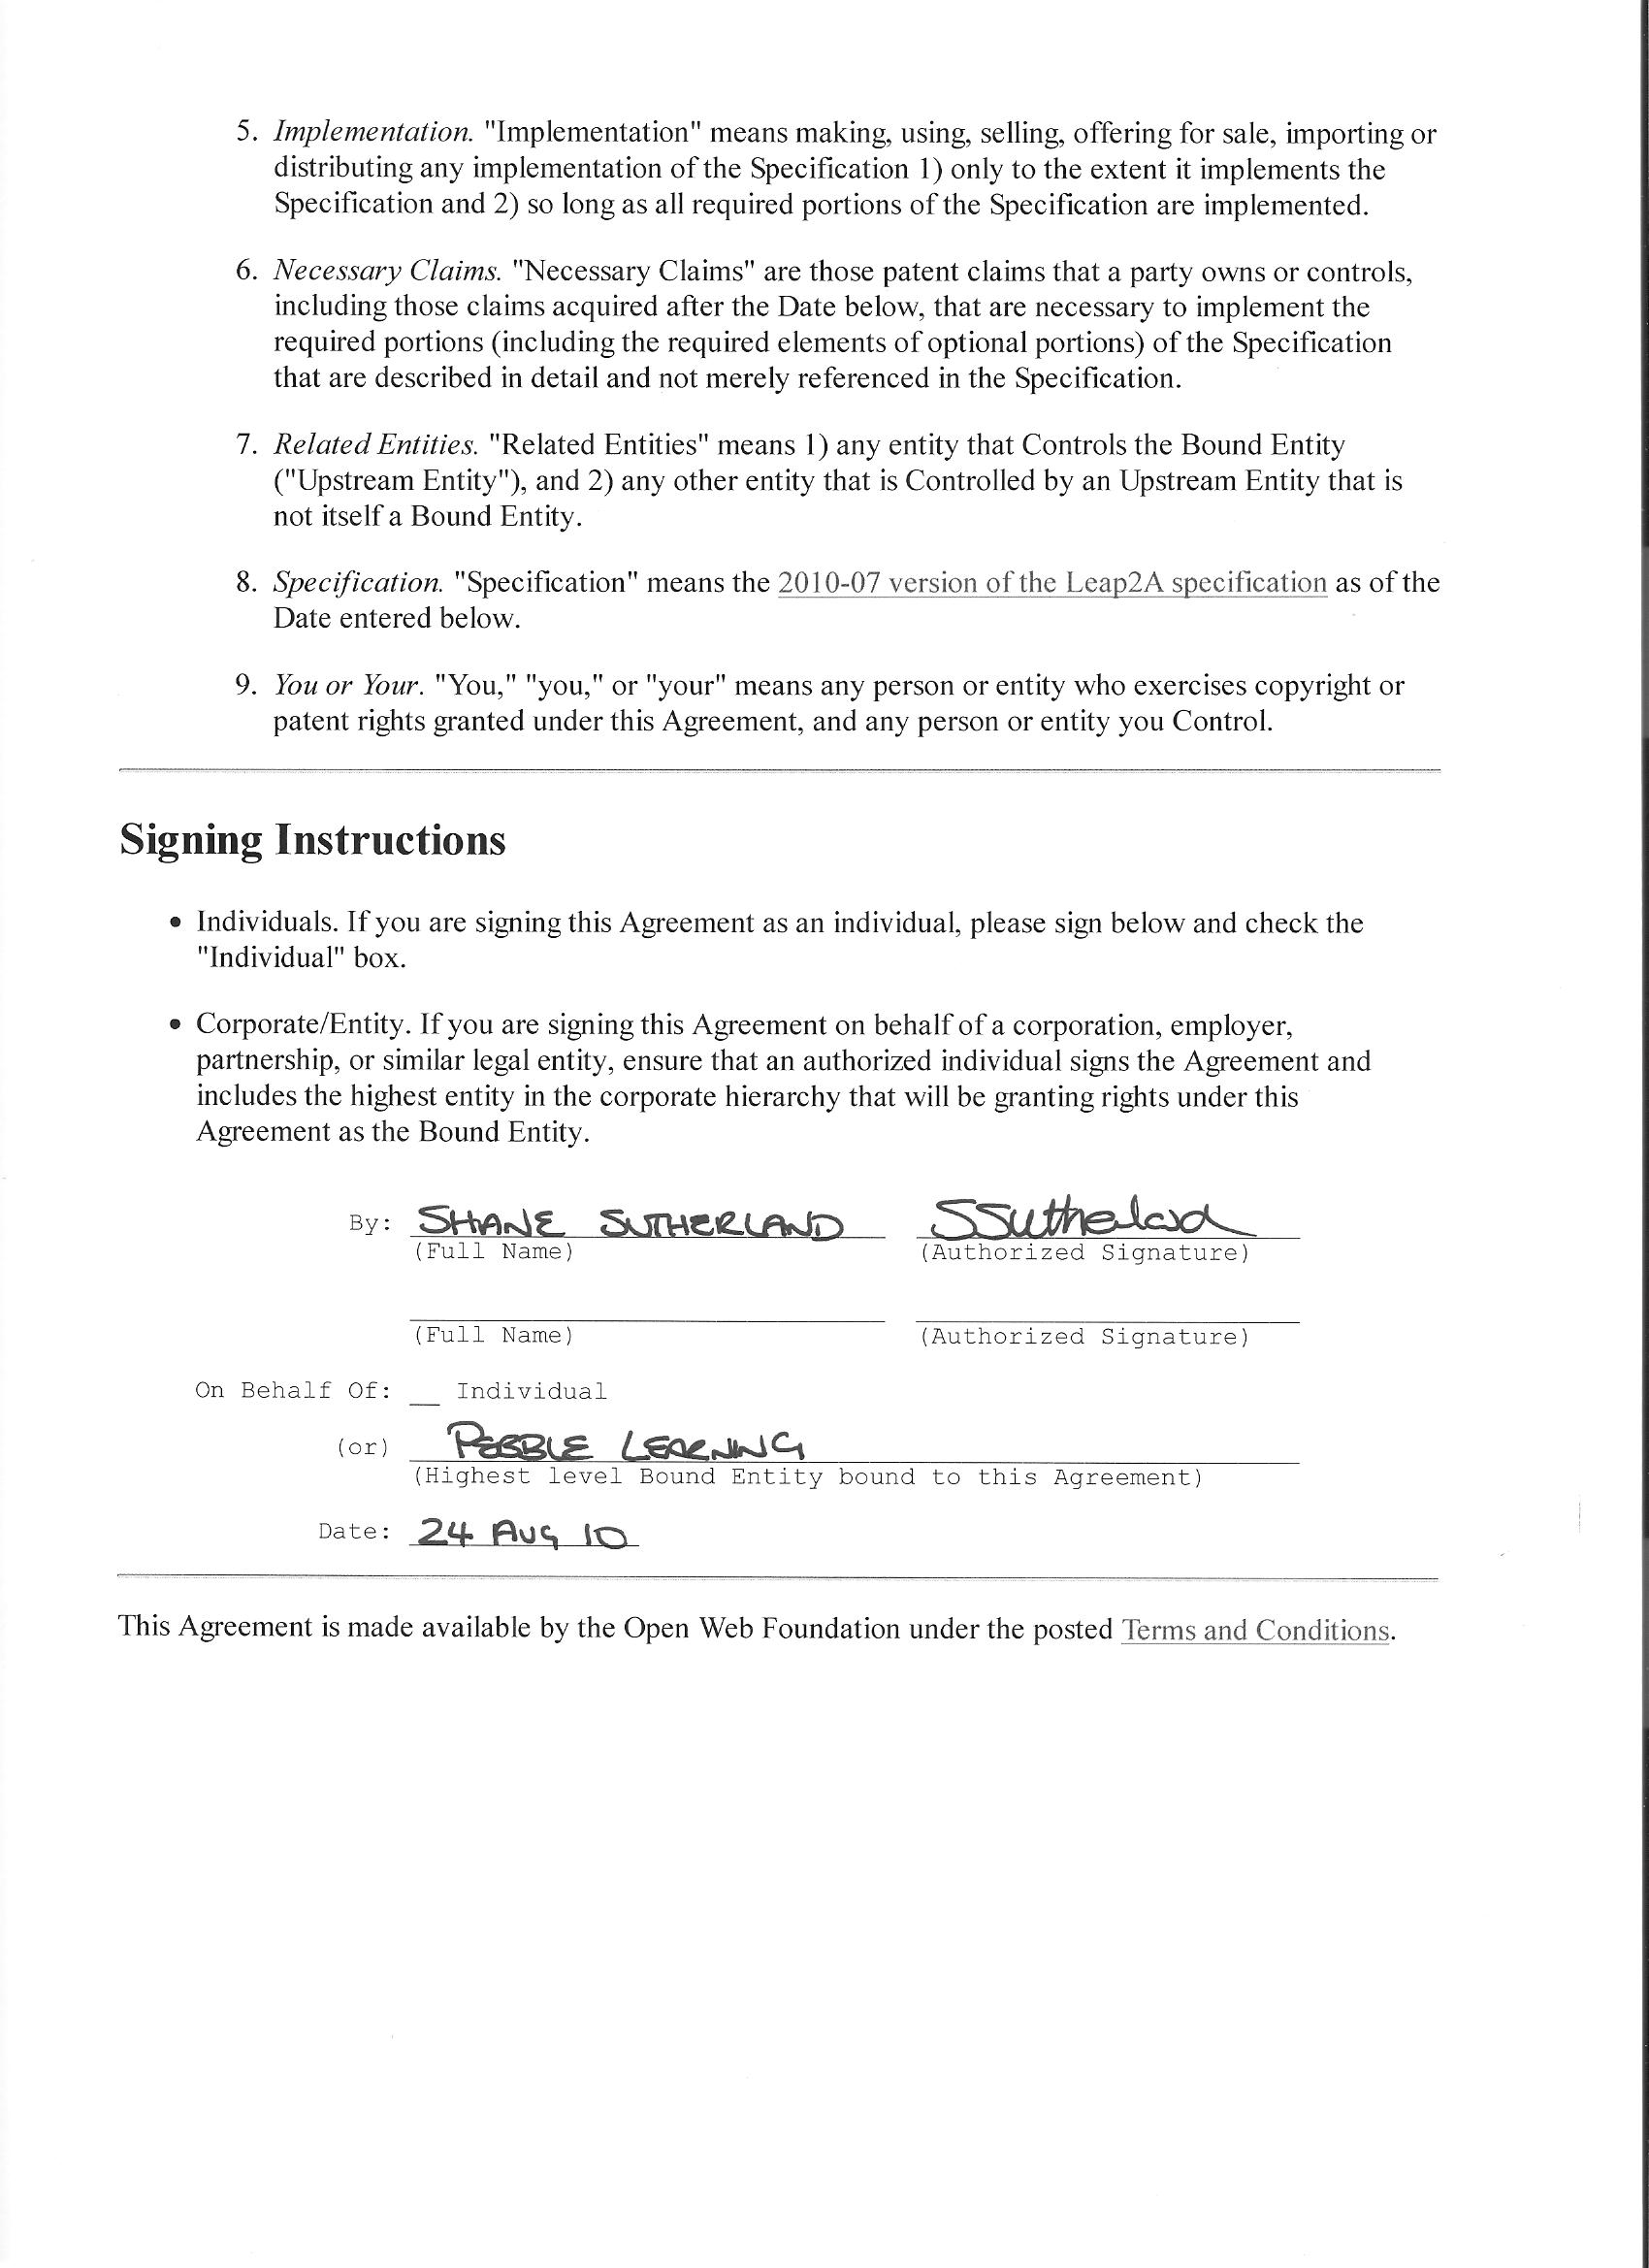 5. Implementation. "Implementation" means making, using, selling, offering for sale, importing or
distributing any implementation of the Specification 1) only to the extent it implements the
Specification and 2) so long as all required portions of the Specification are implemented.
6. Necessary Claims. "Necessary Claims" are those patent claims that a party owns or controls,
including those claims acquired after the Date below, that are necessary to implement the
required portions (including the required elements of optional portions) of the Specification
that are described in detail and not merely referenced in the Specification.
7. Related Entities. "Related Entities" means 1) any entity that Controls the Bound Entity
("Upstream Entity"), and 2) any other entity that is Controlled by an Upstream Entity that is
not itself a Bound Entity.
8. Specification. "Specification" means the 2010-07 version of the Leap2A specification as of the
Date entered below.
9. You or Your. "You," "you," or "your" means any person or entity who exercises copyright or
patent rights granted under this Agreement, and any person or entity you Control.
Signing Instructions
• Individuals. If you are signing this Agreement as an individual, please sign below and check the
"Individual" box.
• Corporate/Entity. If you are signing this Agreement on behalf of a corporation, employer,
partnership, or similar legal entity, ensure that an authorized individual signs the Agreement and
includes the highest entity in the corporate hierarchy that will be granting rights under this
Agreement as the Bound Entity.
By: SHANE SUTHERLAND SSutherland
(Full Name) (Authorized Signature)
(Full Name) (Authorized Signature)
On Behalf Of: __ Individual
(or) PEBBLE LEARNING
(Highest level Bound Entity bound to this Agreement)
Date: 24 AUG 10
This Agreement is made available by the Open Web Foundation under the posted Terms and Conditions.